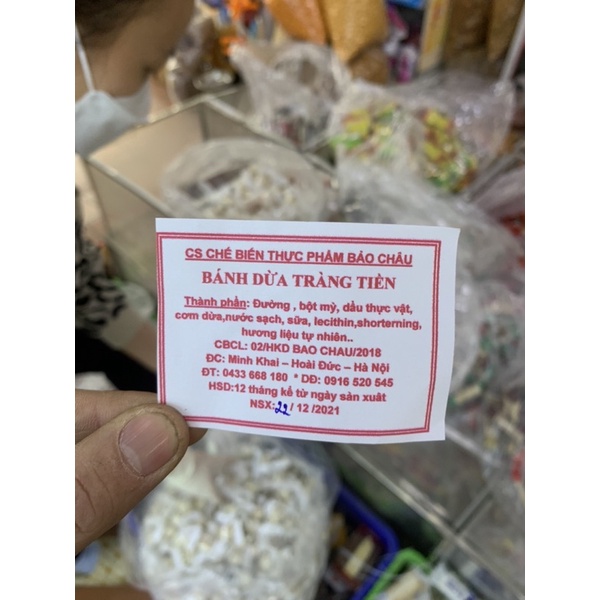 CS CHẾ BIẾN THỰC PHẨM BẢO CHÂU
BÁNH DỪA TRÀNG TIỀN
Thành phần: Đường , bột mỳ, dầu thực vật,
cơm dừa,nước sạch, sữa, lecithin,shorterning,
hương liệu tự nhiên..
CBCL: 02/HKD BAO CHAU/2018
ĐC: Minh Khai – Hoài Đức – Hà Nội
ĐT: 0433 668 180 * DĐ: 0916 520 545
HSD:12 tháng kể từ ngày sản xuất
NSX:22/ 12 /2021